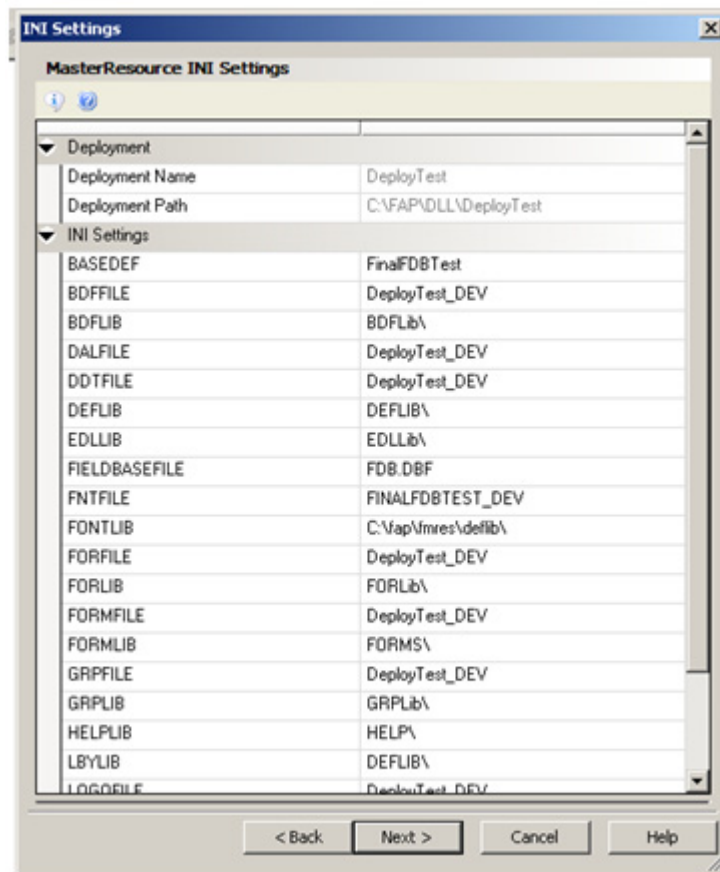 INI Settings
MasterResource INI Settings
Deployment
Deployment Name DeployTest
Deployment Path C:\FAP\DLL\DeployTest
INI Settings
BASEDEF FinalFDBTest
BDFFILE DeployTest_DEV
BDFLIB BDFLib\
DALFILE DeployTest_DEV
DDTFILE DeployTest_DEV
DEFLIB DEFLIB\
EDLLIB EDLLib\
FIELDBASEFILE FDB.DBF
FNTFILE FINALFDBTEST_DEV
FONTLIB C:\fap\fmres\deflib\
FORFILE DeployTest_DEV
FORLIB FORLib\
FORMFILE DeployTest_DEV
FORMLIB FORMS\
GRPFILE DeployTest_DEV
GRPLIB GRPLib\
HELPLIB HELP\
LBYLIB DEFLIB\
LOGOFILE DeployTest_DEV
< Back Next > Cancel Help